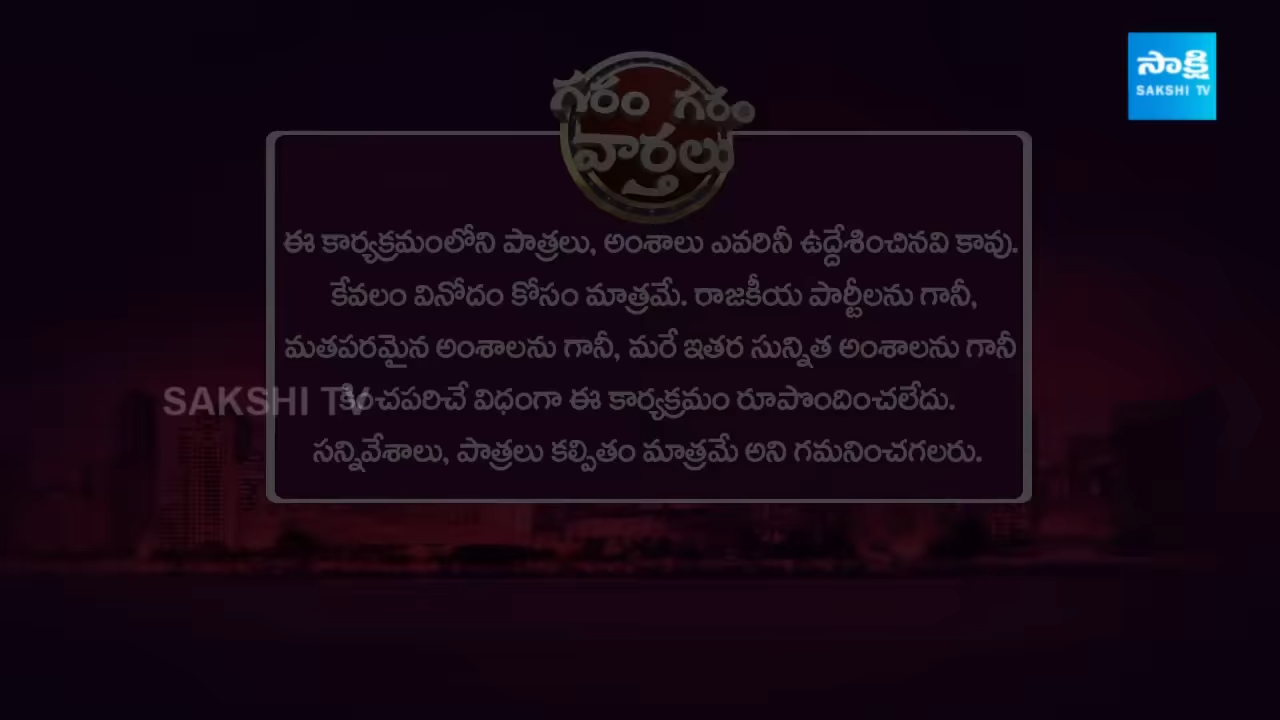 సాక్షి
SAKSHI TV
గరం గరం
వార్తలు
ఈ కార్యక్రమంలోని పాత్రలు, అంశాలు ఎవరినీ ఉద్దేశించినవి కావు.
కేవలం వినోదం కోసం మాత్రమే. రాజకీయ పార్టీలను గానీ,
మతపరమైన అంశాలను గానీ, మరే ఇతర సున్నిత అంశాలను గానీ
SAKSHI TV
కించపరిచే విధంగా ఈ కార్యక్రమం రూపొందించలేదు.
సన్నివేశాలు, పాత్రలు కల్పితం మాత్రమే అని గమనించగలరు.